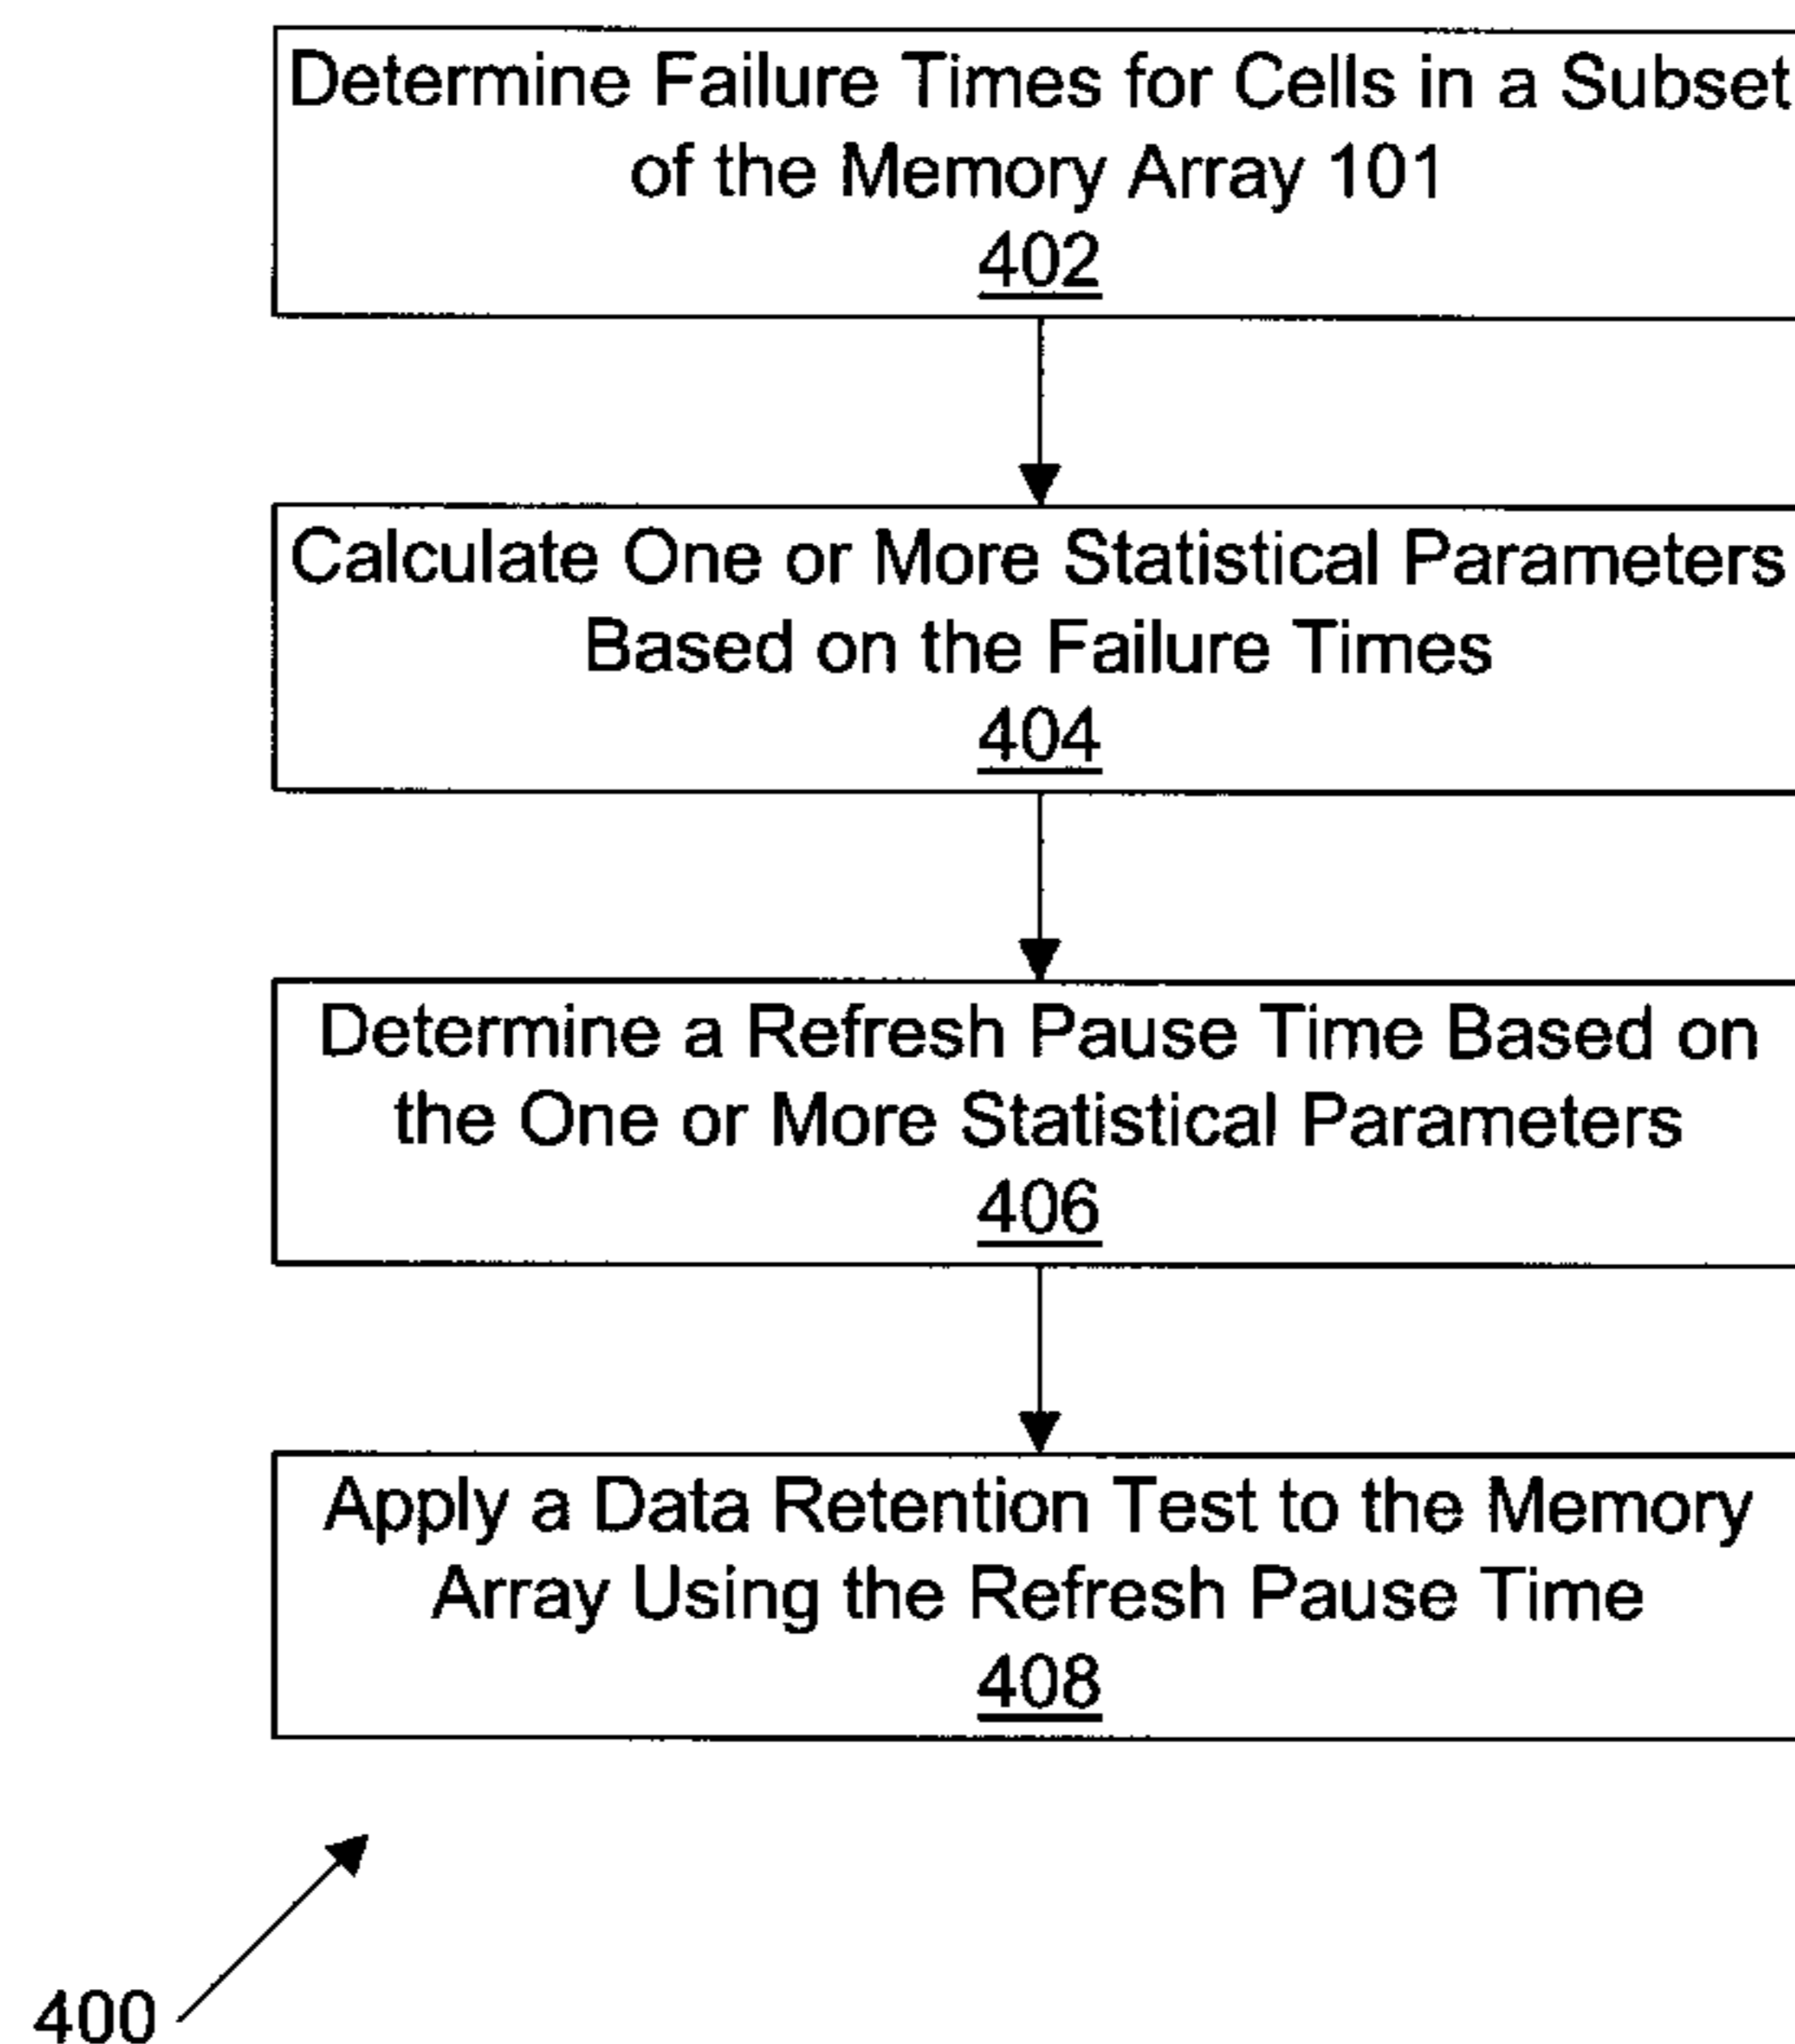 Determine Failure Times for Cells in a Subset
of the Memory Array 101
402
Calculate One or More Statistical Parameters
Based on the Failure Times
404
Determine a Refresh Pause Time Based on
the One or More Statistical Parameters
406
Apply a Data Retention Test to the Memory
Array Using the Refresh Pause Time
408
400